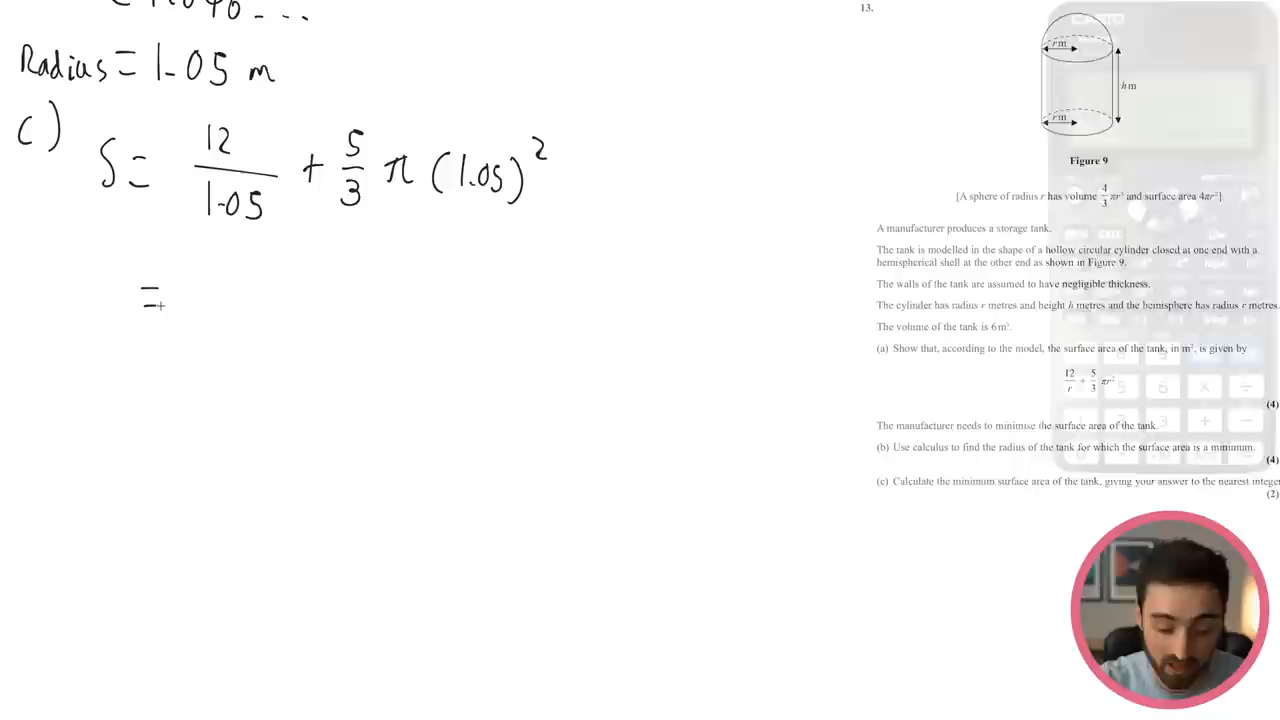 Radius = 1.05 m
c) S = 12/1.05 + 5/3 π (1.05)²
=
13.
r m
h m
r m
Figure 9
[A sphere of radius r has volume 4/3 πr³ and surface area 4πr²]
A manufacturer produces a storage tank.
The tank is modelled in the shape of a hollow circular cylinder closed at one end with a
hemispherical shell at the other end as shown in Figure 9.
The walls of the tank are assumed to have negligible thickness.
The cylinder has radius r metres and height h metres and the hemisphere has radius r metres.
The volume of the tank is 6 m³.
(a) Show that, according to the model, the surface area of the tank, in m², is given by
12/r + 5/3 πr²
(4)
The manufacturer needs to minimise the surface area of the tank.
(b) Use calculus to find the radius of the tank for which the surface area is a minimum.
(4)
(c) Calculate the minimum surface area of the tank, giving your answer to the nearest integer
(2)